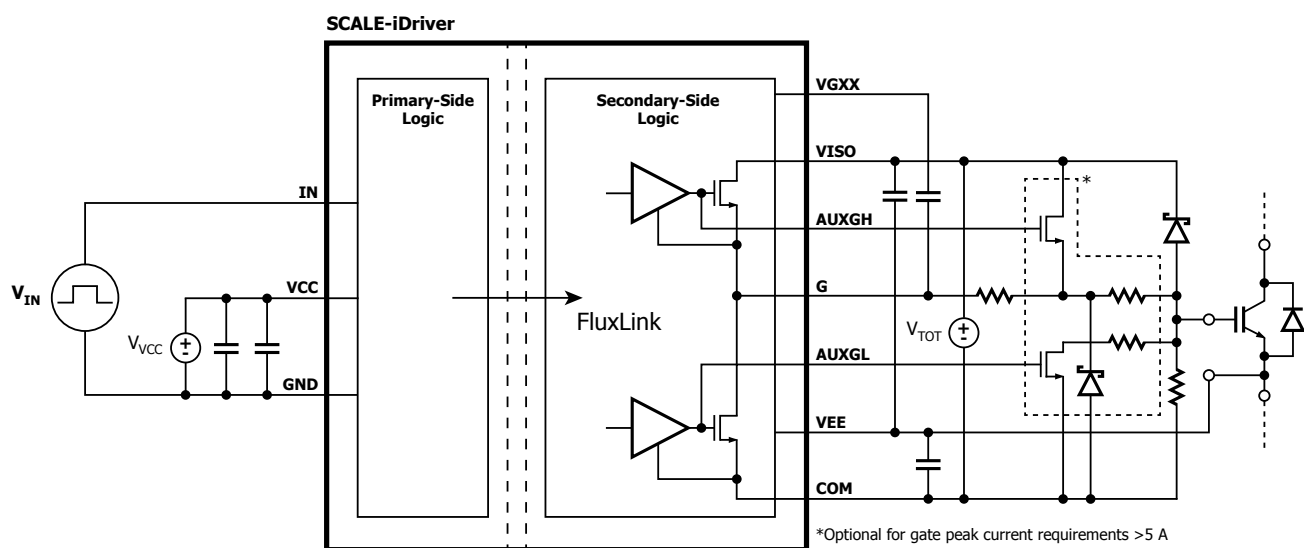 SCALE-iDriver
Primary-Side
Logic
Secondary-Side
Logic
VGXX
VISO
IN
*
AUXGH
VIN
VCC
G
FluxLink
VVCC
+
-
VTOT
+
-
AUXGL
GND
VEE
COM
*Optional for gate peak current requirements >5 A